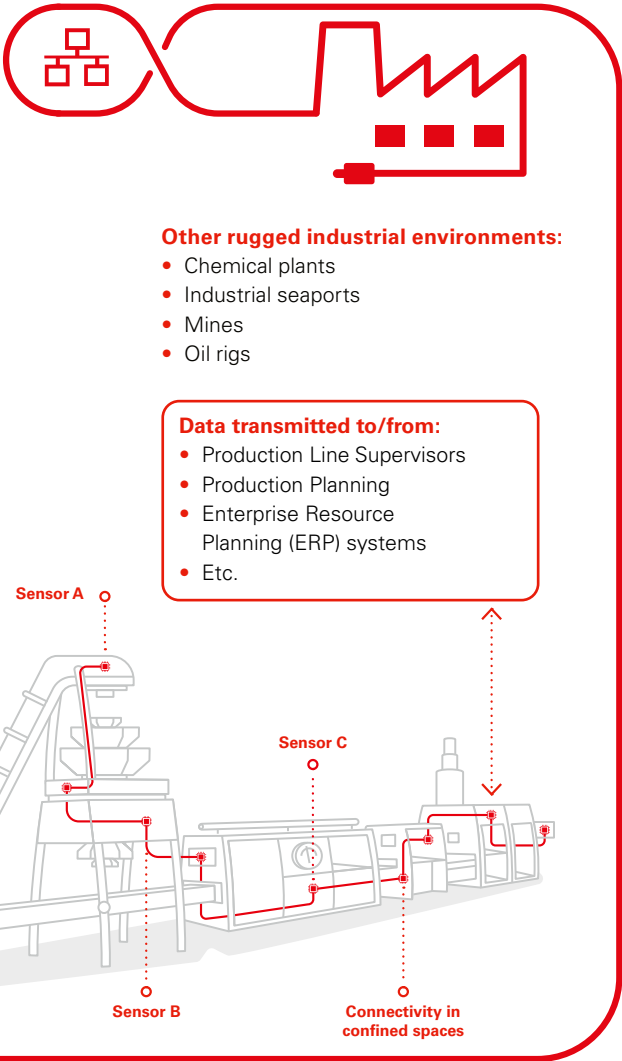 Other rugged industrial environments:
• Chemical plants
• Industrial seaports
• Mines
• Oil rigs
Data transmitted to/from:
• Production Line Supervisors
• Production Planning
• Enterprise Resource
Planning (ERP) systems
• Etc.
Sensor A
Sensor C
Sensor B
Connectivity in
confined spaces